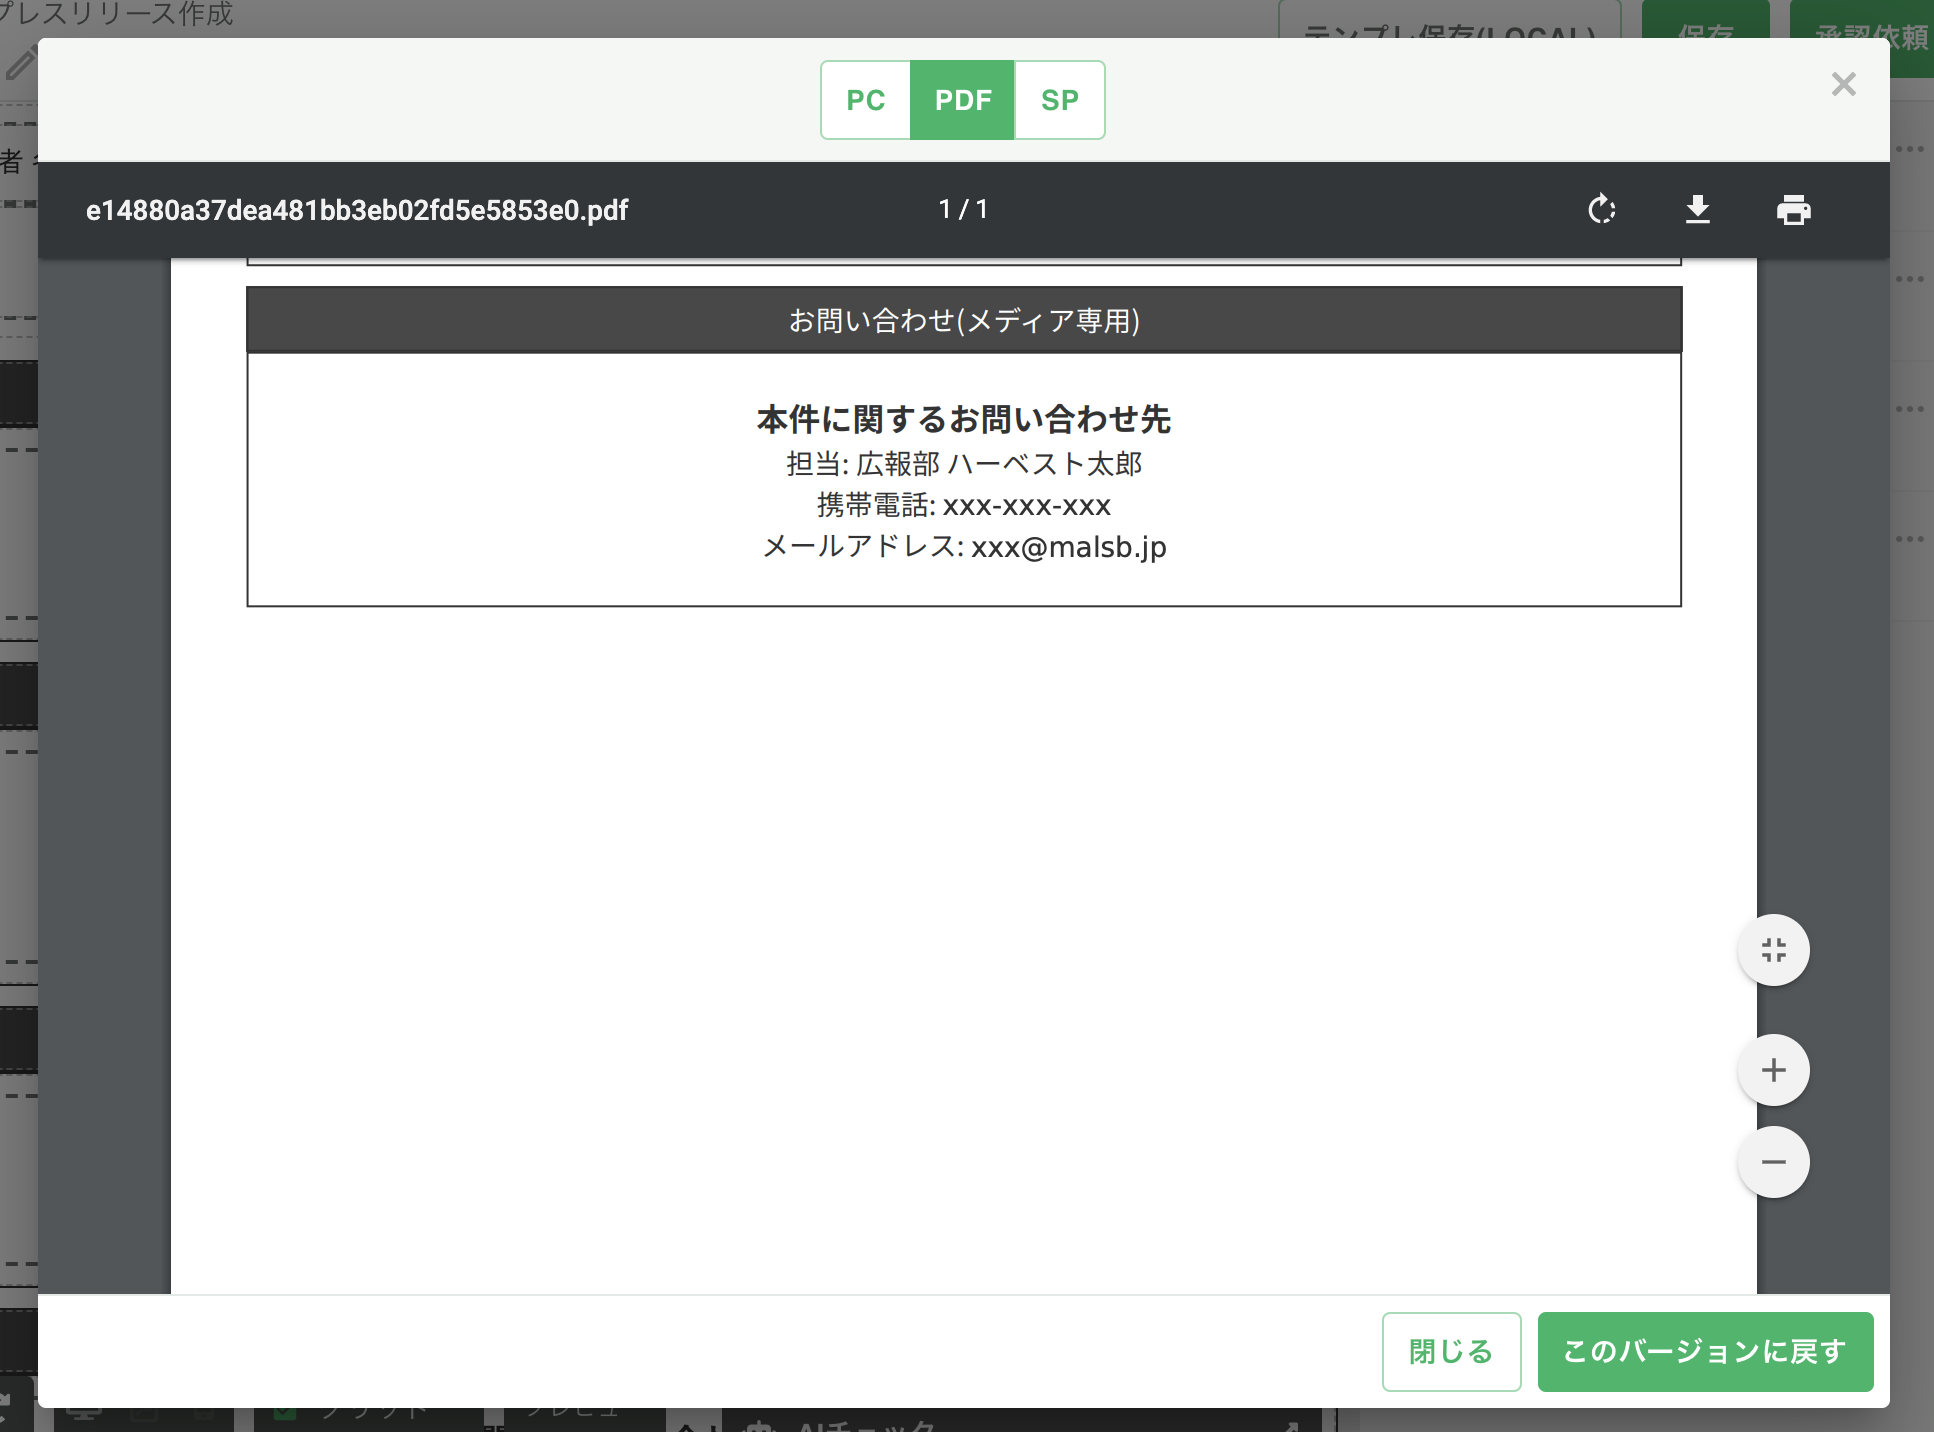 プレスリリース作成
テンプレ保存(LOCAL)
保存
承認依頼
者
PC
PDF
SP
e14880a37dea481bb3eb02fd5e5853e0.pdf
1 / 1
お問い合わせ(メディア専用)
本件に関するお問い合わせ先
担当: 広報部 ハーベスト太郎
携帯電話: xxx-xxx-xxx
メールアドレス: xxx@malsb.jp
閉じる
このバージョンに戻す
AIチェック